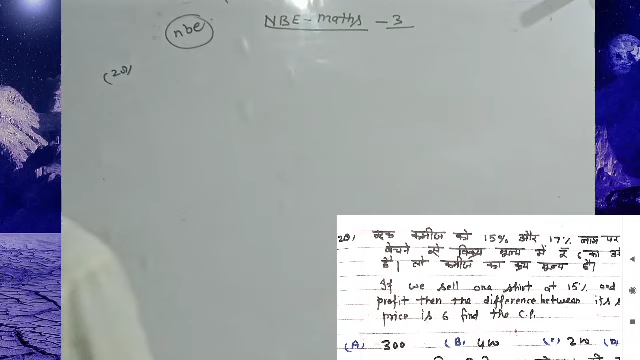 NBE - maths - 3
nbe
(20)
20) एक कमीज को 15% और 17% लाभ पर
बेचने से विक्रय मूल्य में ₹ 6 का
है। तो कमीज का क्रय मूल्य है?
If we sell one shirt at 15% and
profit then the difference between its s
price is 6 find the C.P.
(A) 300 (B) 400 (C) 200 (D)